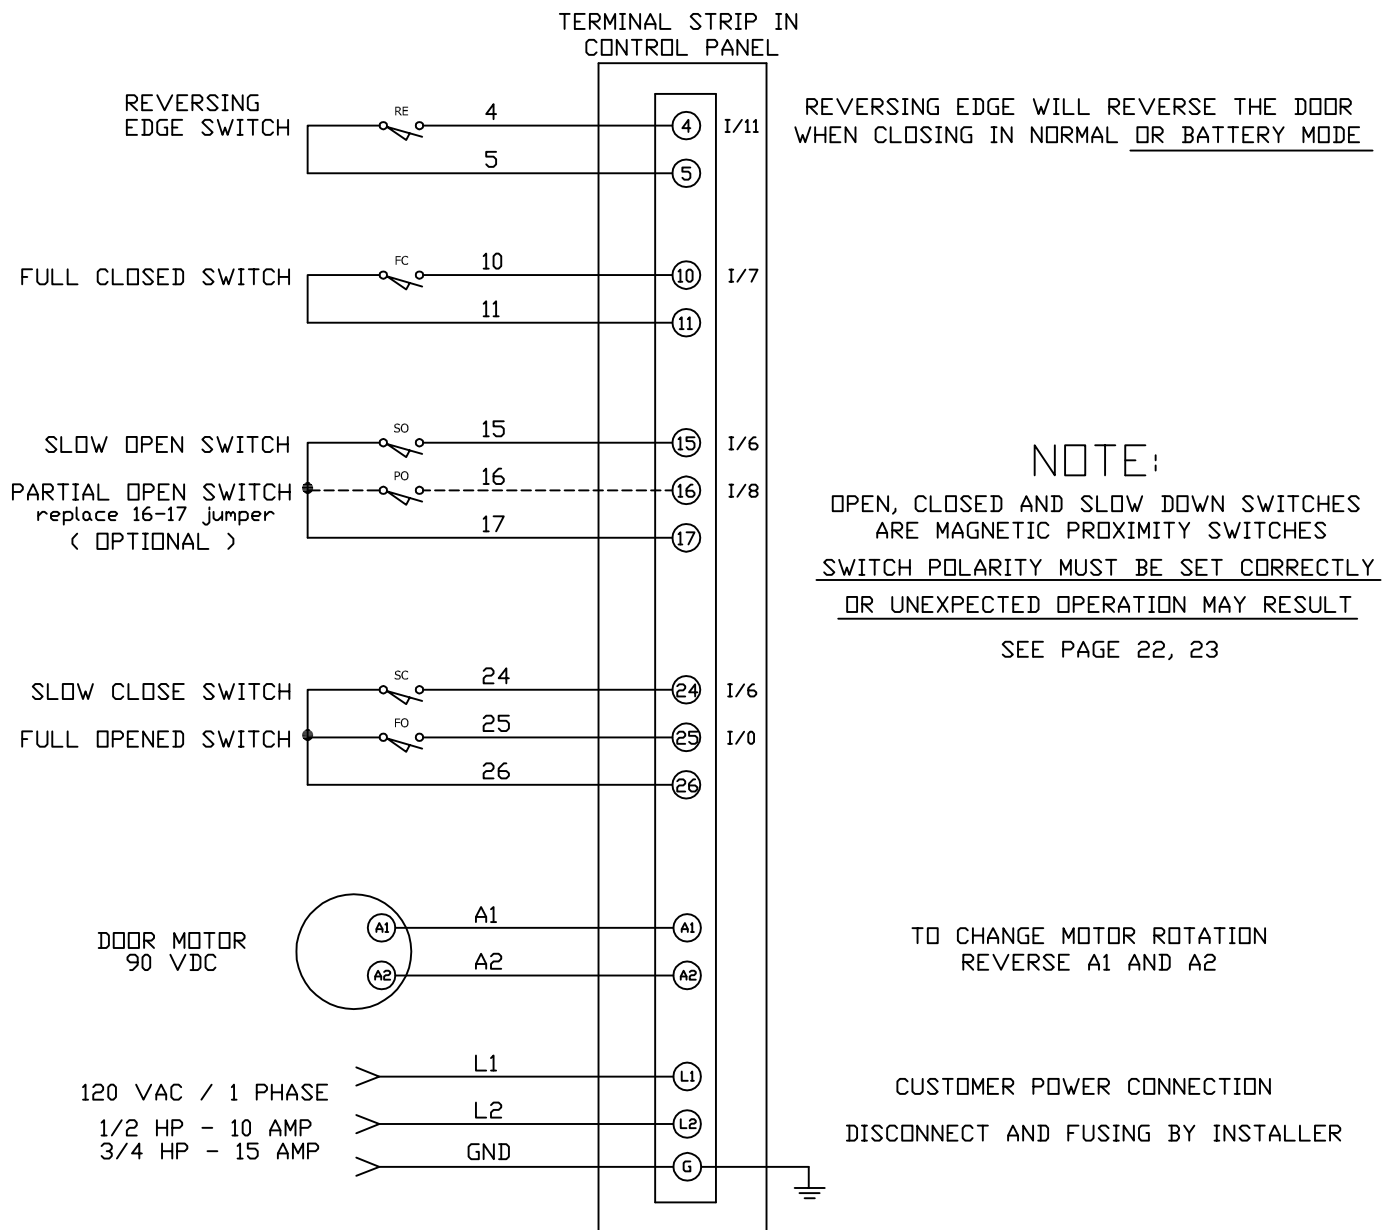 TERMINAL STRIP IN
CONTROL PANEL
REVERSING
EDGE SWITCH
RE
4
4
I/11
5
5
REVERSING EDGE WILL REVERSE THE DOOR
WHEN CLOSING IN NORMAL OR BATTERY MODE
FULL CLOSED SWITCH
FC
10
10
I/7
11
11
SLOW OPEN SWITCH
SO
15
15
I/6
PARTIAL OPEN SWITCH
replace 16-17 jumper
( OPTIONAL )
PO
16
16
I/8
17
17
NOTE:
OPEN, CLOSED AND SLOW DOWN SWITCHES
ARE MAGNETIC PROXIMITY SWITCHES
SWITCH POLARITY MUST BE SET CORRECTLY
OR UNEXPECTED OPERATION MAY RESULT
SEE PAGE 22, 23
SLOW CLOSE SWITCH
SC
24
24
I/6
FULL OPENED SWITCH
FO
25
25
I/0
26
26
DOOR MOTOR
90 VDC
A1
A1
A1
A2
A2
A2
TO CHANGE MOTOR ROTATION
REVERSE A1 AND A2
120 VAC / 1 PHASE
1/2 HP - 10 AMP
3/4 HP - 15 AMP
L1
L1
L2
L2
GND
G
CUSTOMER POWER CONNECTION
DISCONNECT AND FUSING BY INSTALLER